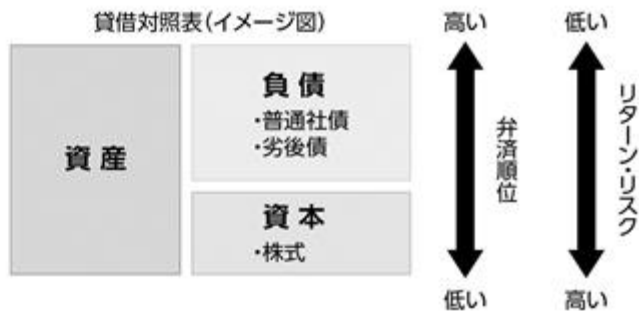 貸借対照表(イメージ図)
資産
負債
・普通社債
・劣後債
資本
・株式
高い
弁済順位
低い
低い
リターン・リスク
高い